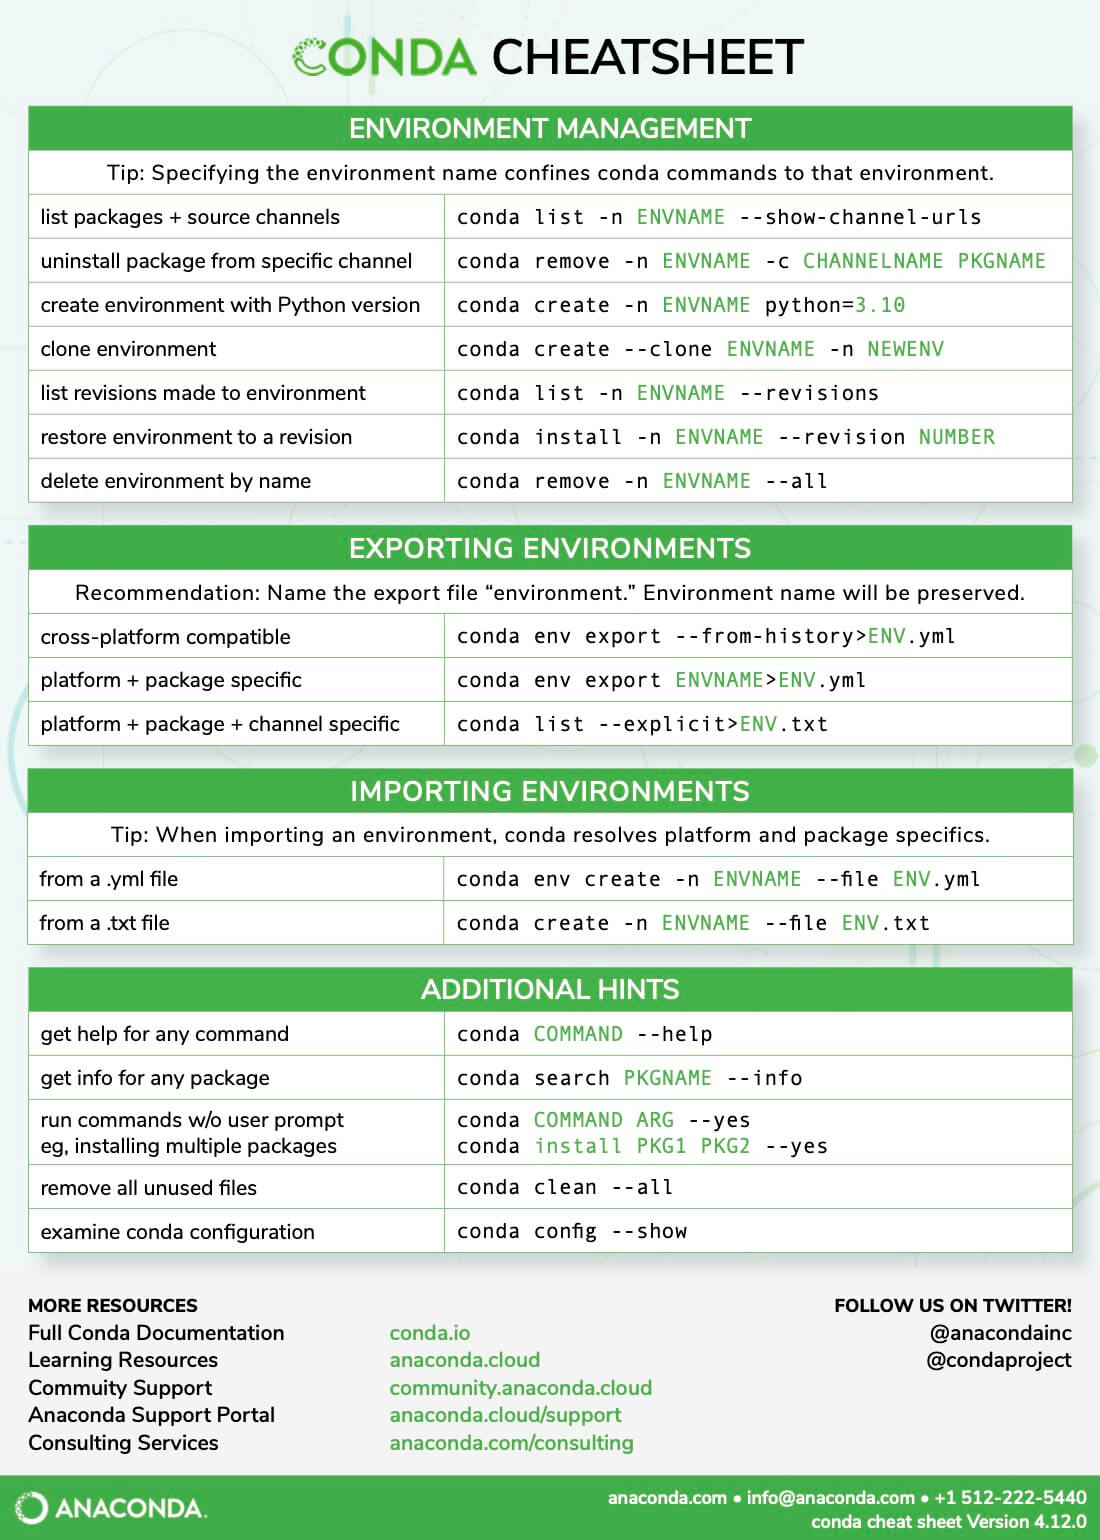 CONDA CHEATSHEET
ENVIRONMENT MANAGEMENT
Tip: Specifying the environment name confines conda commands to that environment.
list packages + source channels conda list -n ENVNAME --show-channel-urls
uninstall package from specific channel conda remove -n ENVNAME -c CHANNELNAME PKGNAME
create environment with Python version conda create -n ENVNAME python=3.10
clone environment conda create --clone ENVNAME -n NEWENV
list revisions made to environment conda list -n ENVNAME --revisions
restore environment to a revision conda install -n ENVNAME --revision NUMBER
delete environment by name conda remove -n ENVNAME --all
EXPORTING ENVIRONMENTS
Recommendation: Name the export file “environment.” Environment name will be preserved.
cross-platform compatible conda env export --from-history>ENV.yml
platform + package specific conda env export ENVNAME>ENV.yml
platform + package + channel specific conda list --explicit>ENV.txt
IMPORTING ENVIRONMENTS
Tip: When importing an environment, conda resolves platform and package specifics.
from a .yml file conda env create -n ENVNAME --file ENV.yml
from a .txt file conda create -n ENVNAME --file ENV.txt
ADDITIONAL HINTS
get help for any command conda COMMAND --help
get info for any package conda search PKGNAME --info
run commands w/o user prompt conda COMMAND ARG --yes
eg, installing multiple packages conda install PKG1 PKG2 --yes
remove all unused files conda clean --all
examine conda configuration conda config --show
MORE RESOURCES
Full Conda Documentation conda.io
Learning Resources anaconda.cloud
Commuity Support community.anaconda.cloud
Anaconda Support Portal anaconda.cloud/support
Consulting Services anaconda.com/consulting
FOLLOW US ON TWITTER!
@anacondainc
@condaproject
ANACONDA.
anaconda.com • info@anaconda.com • +1 512-222-5440
conda cheat sheet Version 4.12.0